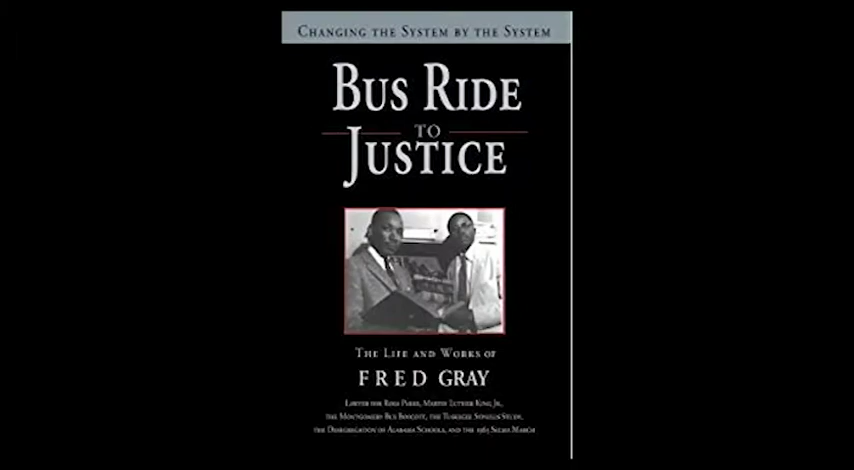 Changing the System by the System
Bus Ride
to
Justice
The Life and Works of
Fred Gray
Lawyer for Rosa Parks, Martin Luther King, Jr.,
the Montgomery Bus Boycott, the Tuskegee Syphilis Study,
the Desegregation of Alabama Schools, and the 1965 Selma March